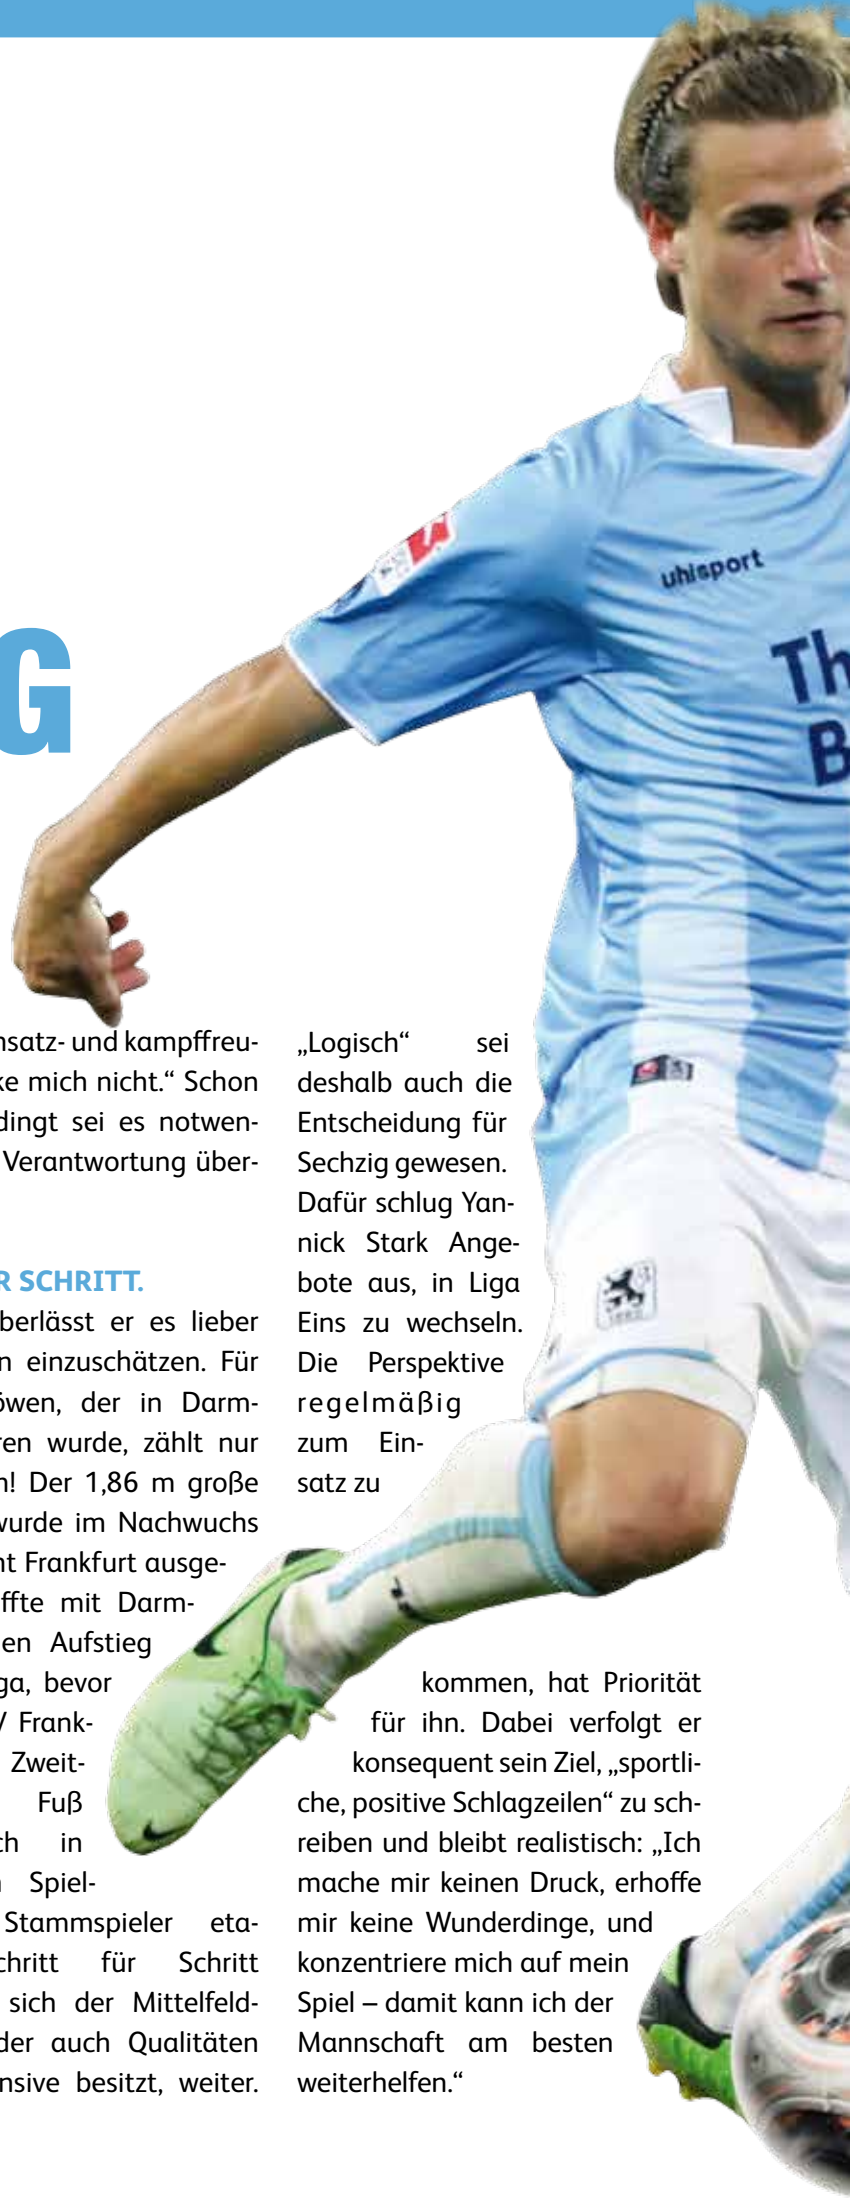 G
uhlsport
Th
B
nsatz- und kampffreu-
ke mich nicht.“ Schon
dingt sei es notwen-
Verantwortung über-
R SCHRITT.
berlässt er es lieber
n einzuschätzen. Für
öwen, der in Darm-
ren wurde, zählt nur
n! Der 1,86 m große
wurde im Nachwuchs
ht Frankfurt ausge-
ffte mit Darm-
en Aufstieg
ga, bevor
V Frank-
Zweit-
Fuß
ch in
n Spiel-
Stammspieler eta-
chritt für Schritt
sich der Mittelfeld-
der auch Qualitäten
nsive besitzt, weiter.
„Logisch“ sei
deshalb auch die
Entscheidung für
Sechzig gewesen.
Dafür schlug Yan-
nick Stark Ange-
bote aus, in Liga
Eins zu wechseln.
Die Perspektive
regelmäßig
zum Ein-
satz zu
kommen, hat Priorität
für ihn. Dabei verfolgt er
konsequent sein Ziel, „sportli-
che, positive Schlagzeilen“ zu sch-
reiben und bleibt realistisch: „Ich
mache mir keinen Druck, erhoffe
mir keine Wunderdinge, und
konzentriere mich auf mein
Spiel – damit kann ich der
Mannschaft am besten
weiterhelfen.“